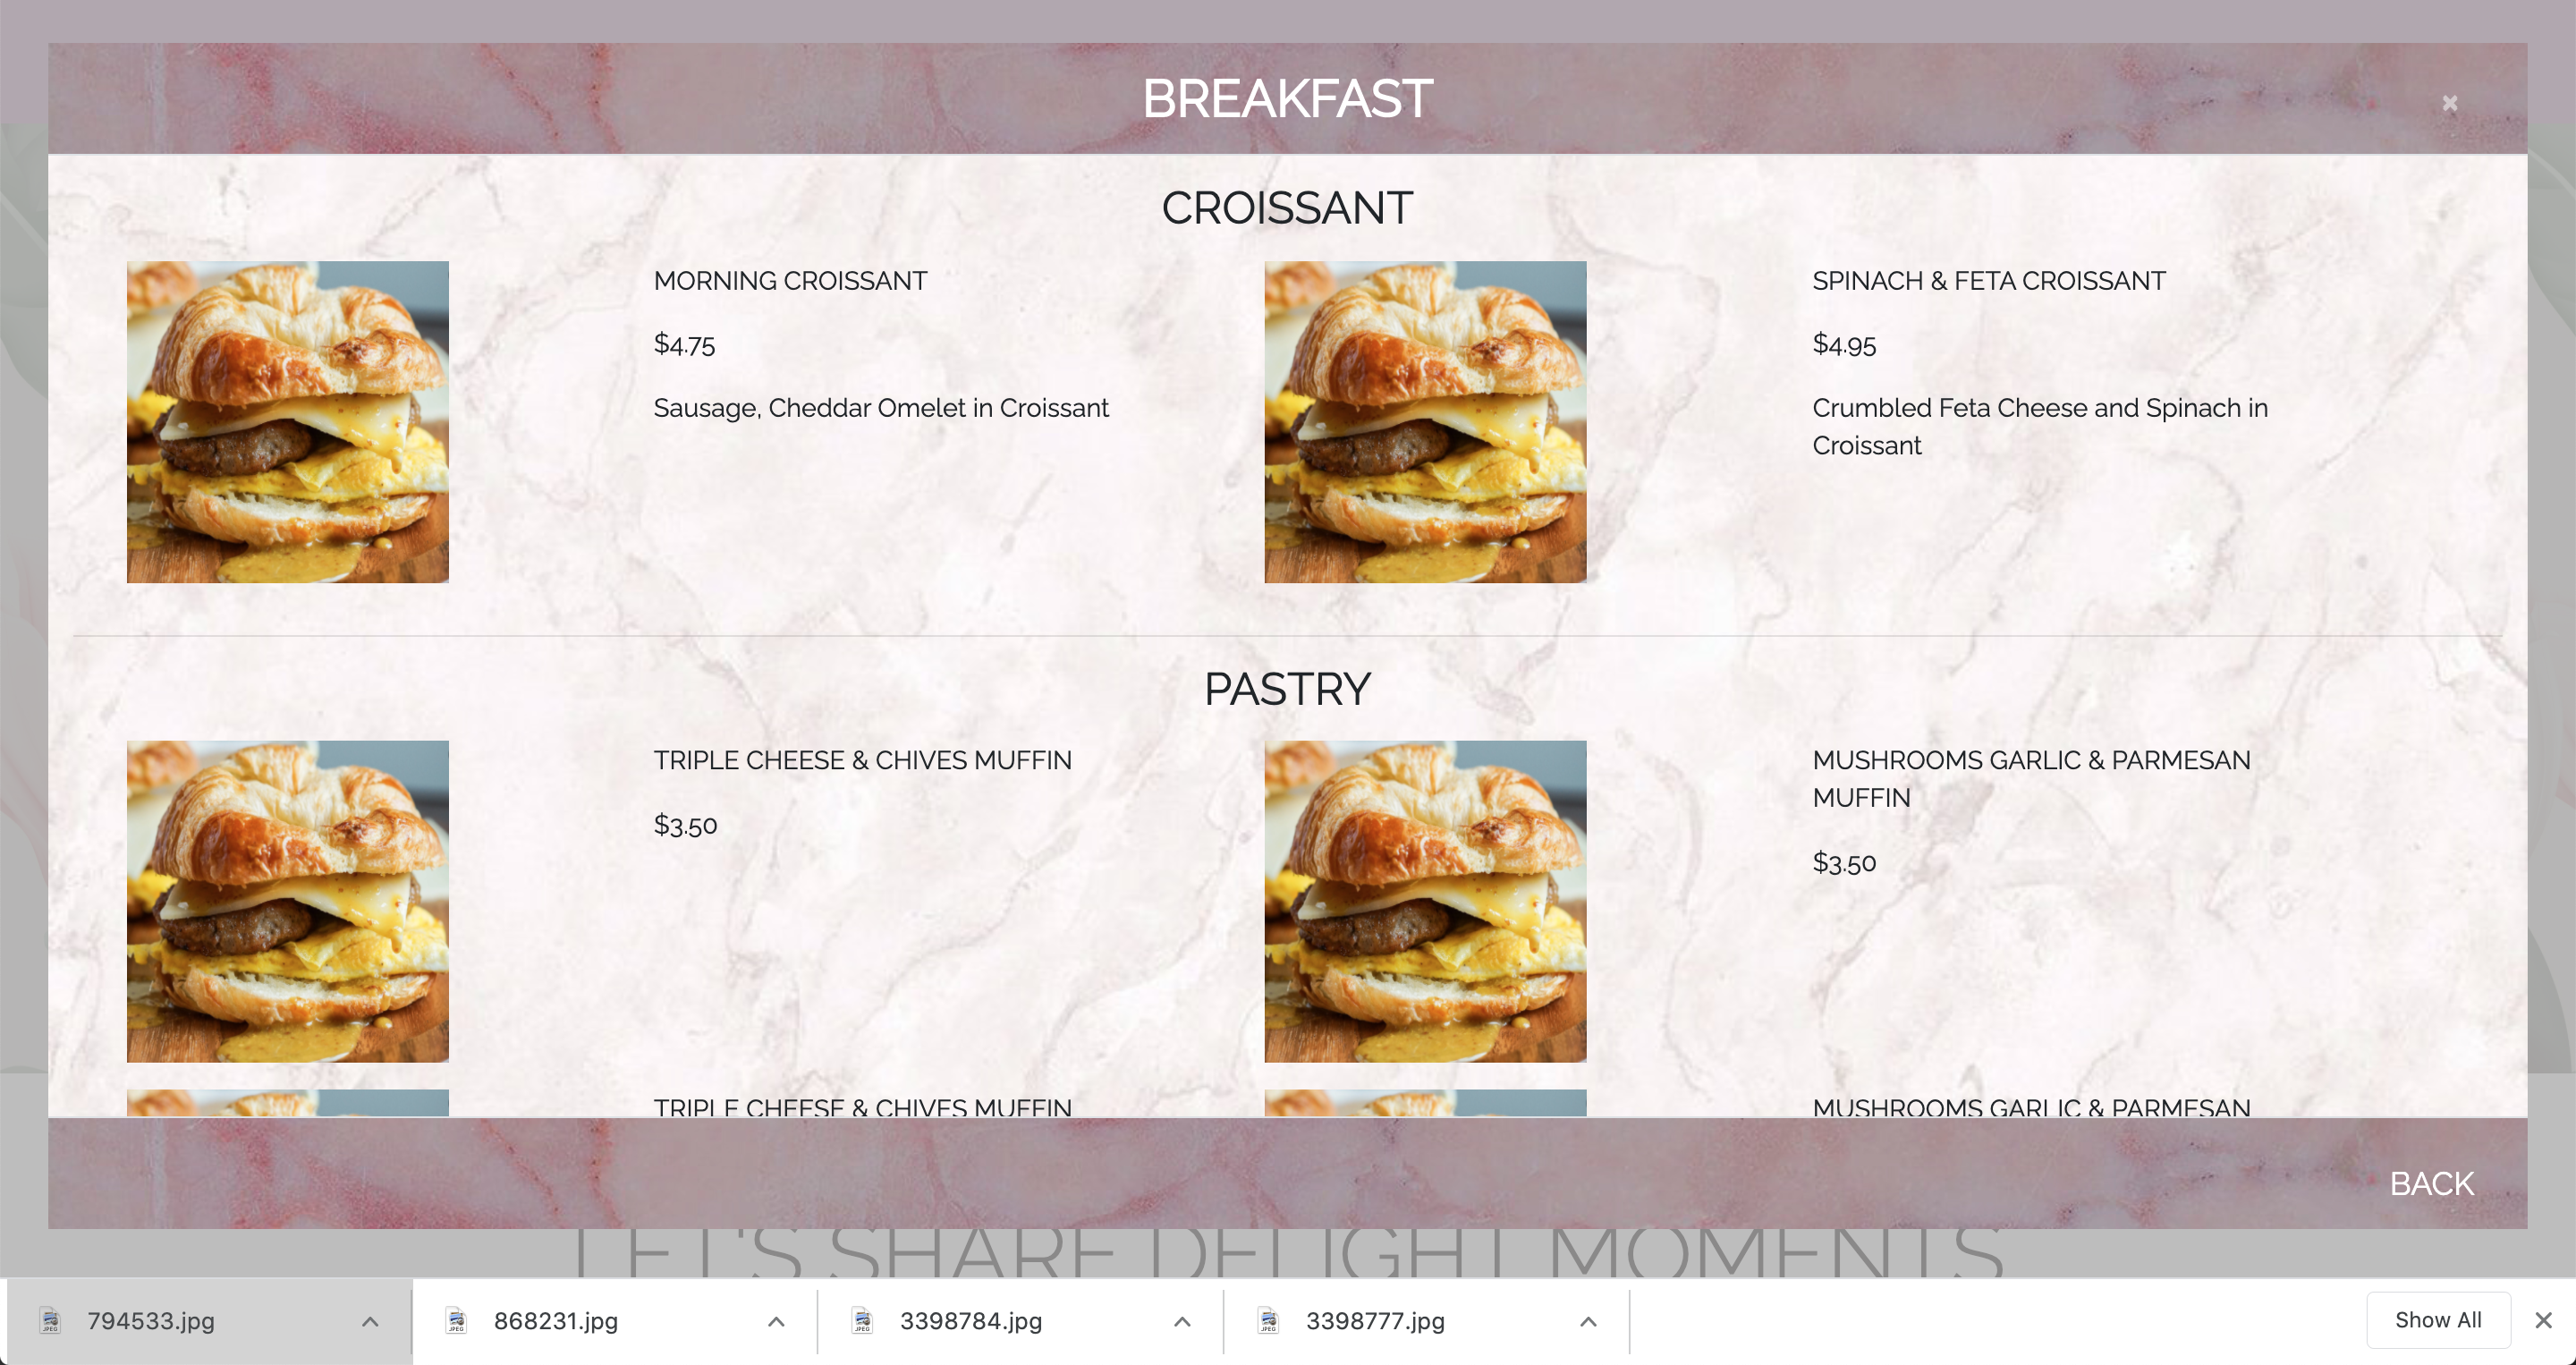 BREAKFAST
×
CROISSANT
MORNING CROISSANT
$4.75
Sausage, Cheddar Omelet in Croissant
SPINACH & FETA CROISSANT
$4.95
Crumbled Feta Cheese and Spinach in
Croissant
PASTRY
TRIPLE CHEESE & CHIVES MUFFIN
$3.50
MUSHROOMS GARLIC & PARMESAN
MUFFIN
$3.50
TRIPLE CHEESE & CHIVES MUFFIN
MUSHROOMS GARLIC & PARMESAN
BACK
LET'S SHARE DELIGHT MOMENTS
794533.jpg
868231.jpg
3398784.jpg
3398777.jpg
Show All